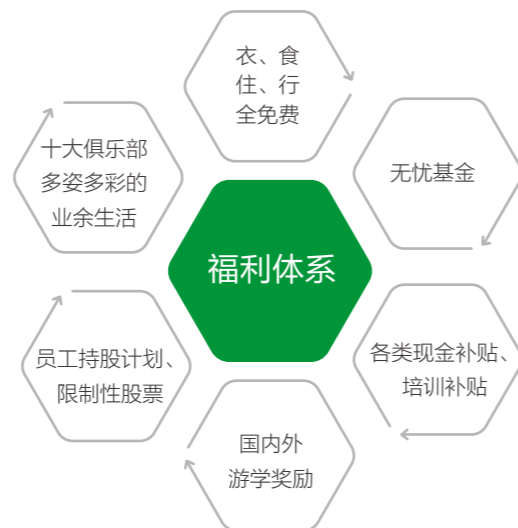 衣、食
住、行
全免费
十大俱乐部
多姿多彩的
业余生活
无忧基金
福利体系
员工持股计划、
限制性股票
各类现金补贴、
培训补贴
国内外
游学奖励